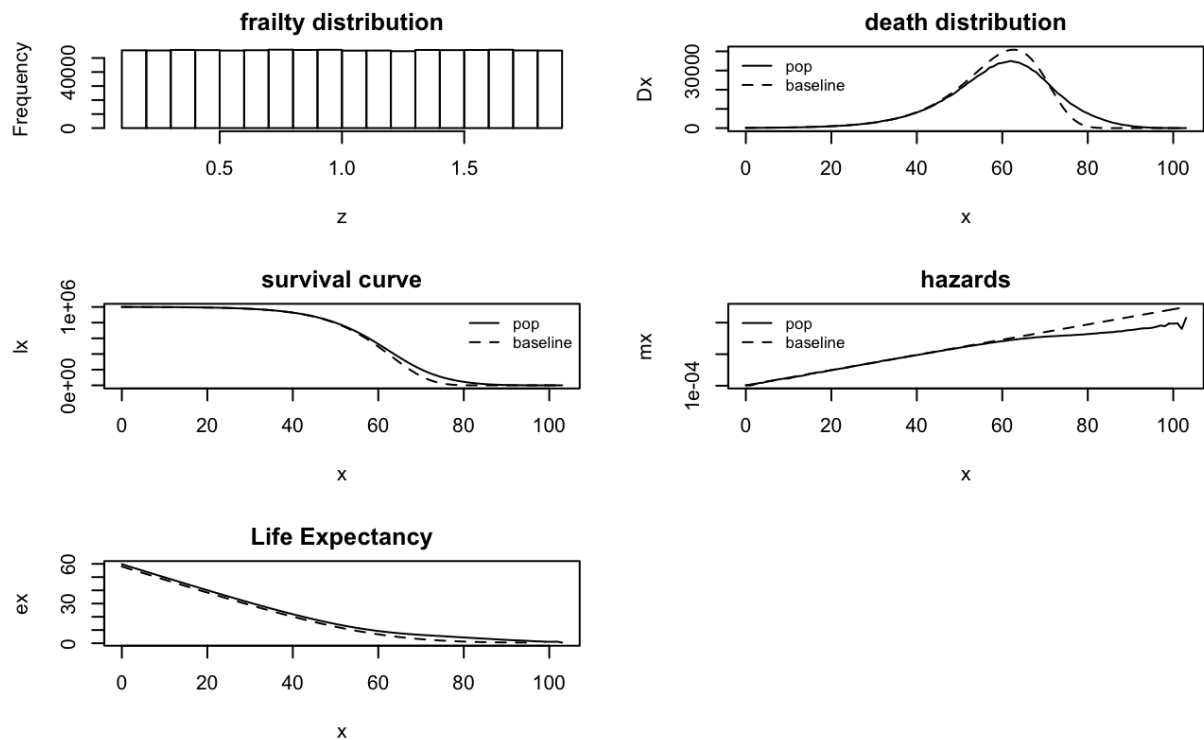 frailty distribution
Frequency
40000
0
0.5 1.0 1.5
z
death distribution
Dx
30000
0
pop
baseline
0 20 40 60 80 100
x
survival curve
lx
1e+06
0e+00
pop
baseline
0 20 40 60 80 100
x
hazards
mx
1e-04
pop
baseline
0 20 40 60 80 100
x
Life Expectancy
ex
60
30
0
0 20 40 60 80 100
x